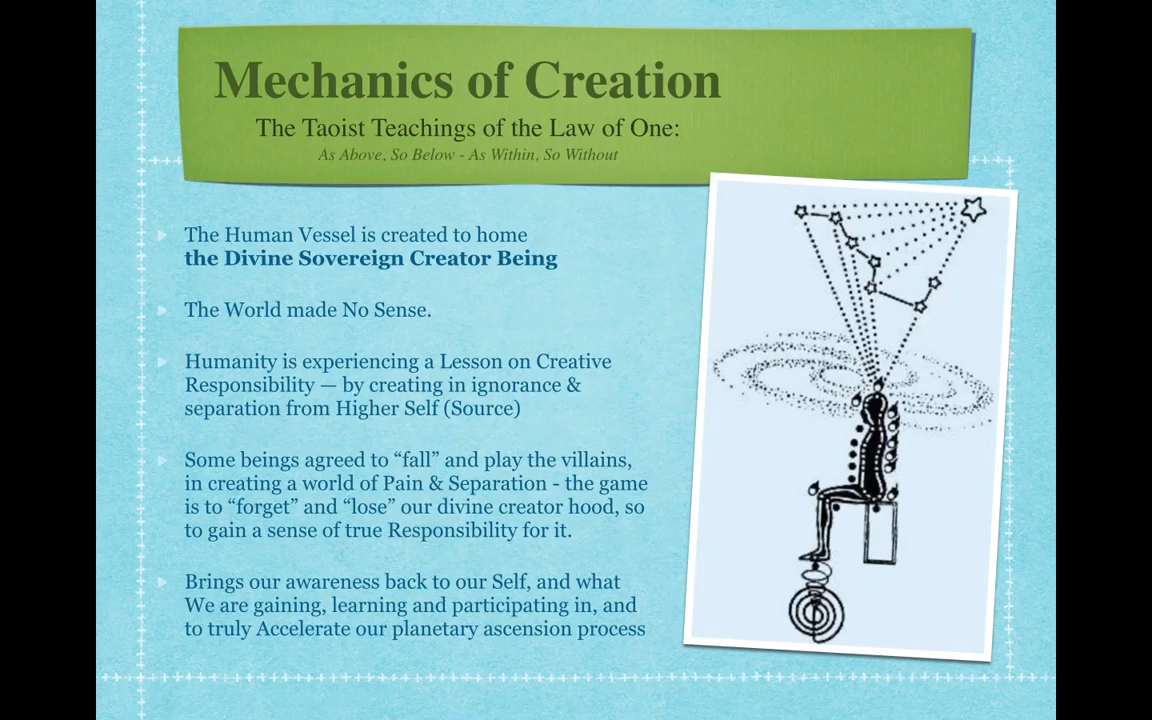 Mechanics of Creation
The Taoist Teachings of the Law of One:
As Above, So Below - As Within, So Without
The Human Vessel is created to home
the Divine Sovereign Creator Being
The World made No Sense.
Humanity is experiencing a Lesson on Creative
Responsibility — by creating in ignorance &
separation from Higher Self (Source)
Some beings agreed to “fall” and play the villains,
in creating a world of Pain & Separation - the game
is to “forget” and “lose” our divine creator hood, so
to gain a sense of true Responsibility for it.
Brings our awareness back to our Self, and what
We are gaining, learning and participating in, and
to truly Accelerate our planetary ascension process